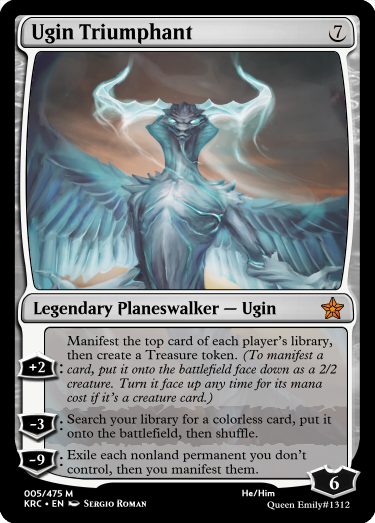 Ugin Triumphant
7
Legendary Planeswalker — Ugin
Manifest the top card of each player's library,
then create a Treasure token. (To manifest a
+2: card, put it onto the battlefield face down as a 2/2
creature. Turn it face up any time for its mana
cost if it's a creature card.)
-3: Search your library for a colorless card, put it
onto the battlefield, then shuffle.
-9: Exile each nonland permanent you don't
control, then you manifest them.
6
005/475 M
KRC • EN Sergio Roman
He/Him
Queen Emily#1312